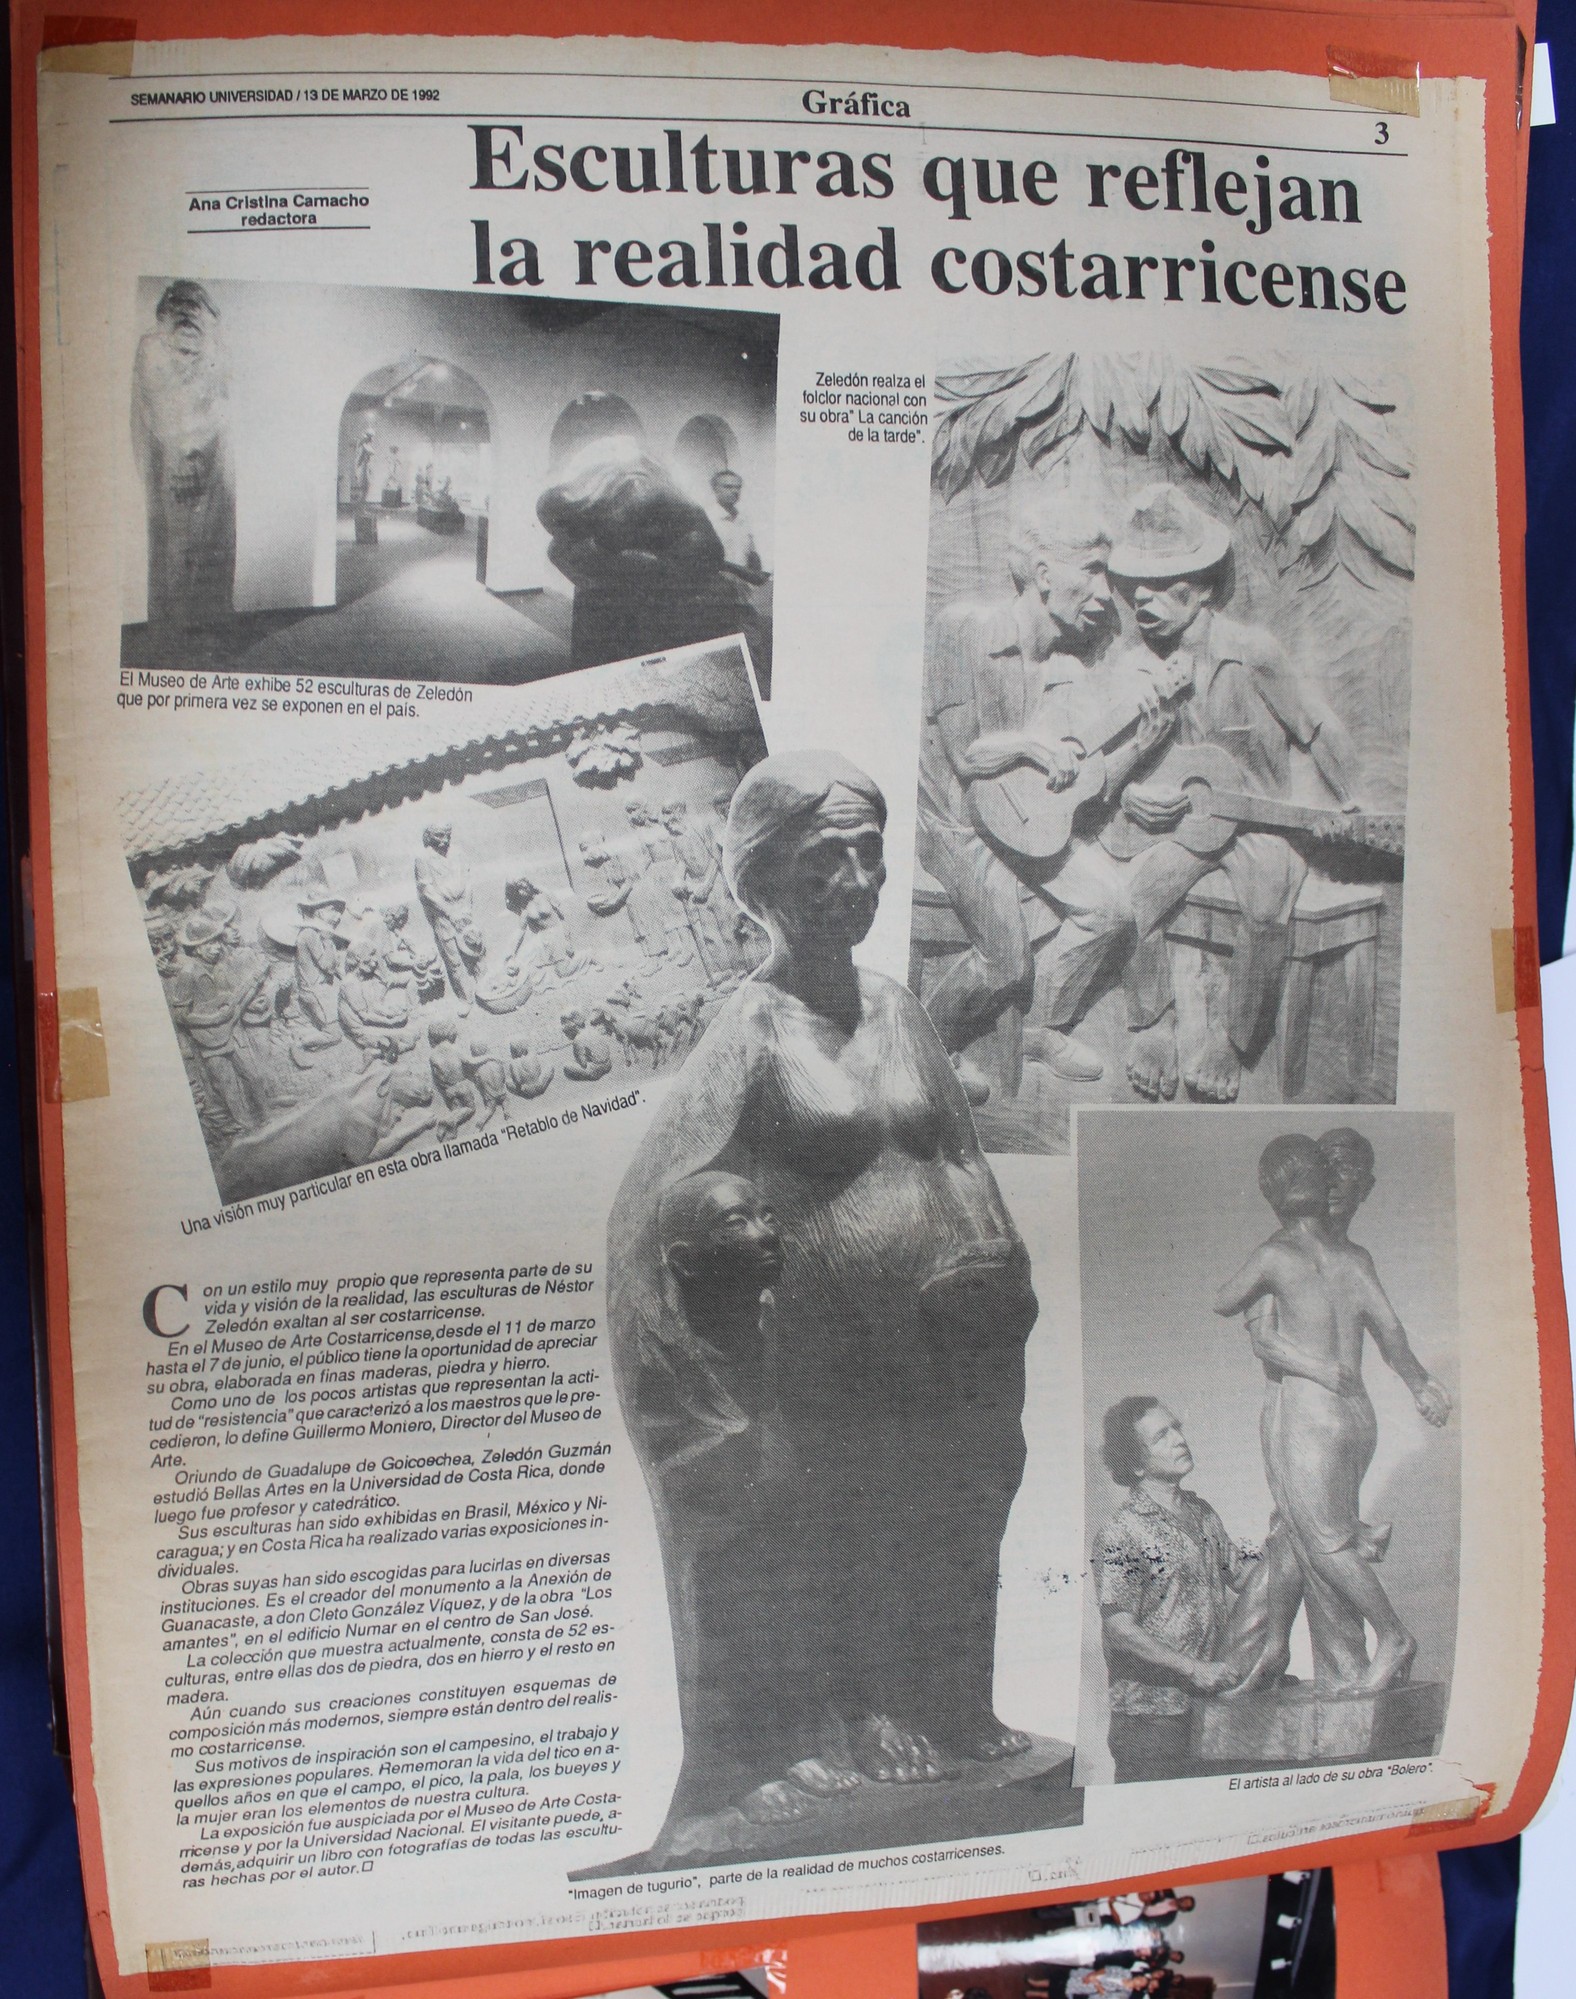 SEMANARIO UNIVERSIDAD / 13 DE MARZO DE 1992
Gráfica
3
Esculturas que reflejan
la realidad costarricense
Ana Cristina Camacho
redactora
Zeledón realza el
folclor nacional con
su obra" La canción
de la tarde".
El Museo de Arte exhibe 52 esculturas de Zeledón
que por primera vez se exponen en el país.
Una visión muy particular en esta obra llamada "Retablo de Navidad".
Con un estilo muy propio que representa parte de su
vida y visión de la realidad, las esculturas de Néstor
Zeledón exaltan al ser costarricense.
En el Museo de Arte Costarricense,desde el 11 de marzo
hasta el 7 de junio, el público tiene la oportunidad de apreciar
su obra, elaborada en finas maderas, piedra y hierro.
Como uno de los pocos artistas que representan la acti-
tud de "resistencia" que caracterizó a los maestros que le pre-
cedieron, lo define Guillermo Montero, Director del Museo de
Arte.
Oriundo de Guadalupe de Goicoechea, Zeledón Guzmán
estudió Bellas Artes en la Universidad de Costa Rica, donde
luego fue profesor y catedrático.
Sus esculturas han sido exhibidas en Brasil, México y Ni-
caragua; y en Costa Rica ha realizado varias exposiciones in-
dividuales.
Obras suyas han sido escogidas para lucirlas en diversas
instituciones. Es el creador del monumento a la Anexión de
Guanacaste, a don Cleto González Víquez, y de la obra "Los
amantes", en el edificio Numar en el centro de San José.
La colección que muestra actualmente, consta de 52 es-
culturas, entre ellas dos de piedra, dos en hierro y el resto en
madera.
Aún cuando sus creaciones constituyen esquemas de
composición más modernos, siempre están dentro del realis-
mo costarricense.
Sus motivos de inspiración son el campesino, el trabajo y
las expresiones populares. Rememoran la vida del tico en a-
quellos años en que el campo, el pico, la pala, los bueyes y
la mujer eran los elementos de nuestra cultura.
La exposición fue auspiciada por el Museo de Arte Costa-
rricense y por la Universidad Nacional. El visitante puede, a-
demás,adquirir un libro con fotografías de todas las escultu-
ras hechas por el autor.□
"Imagen de tugurio", parte de la realidad de muchos costarricenses.
El artista al lado de su obra "Bolero".